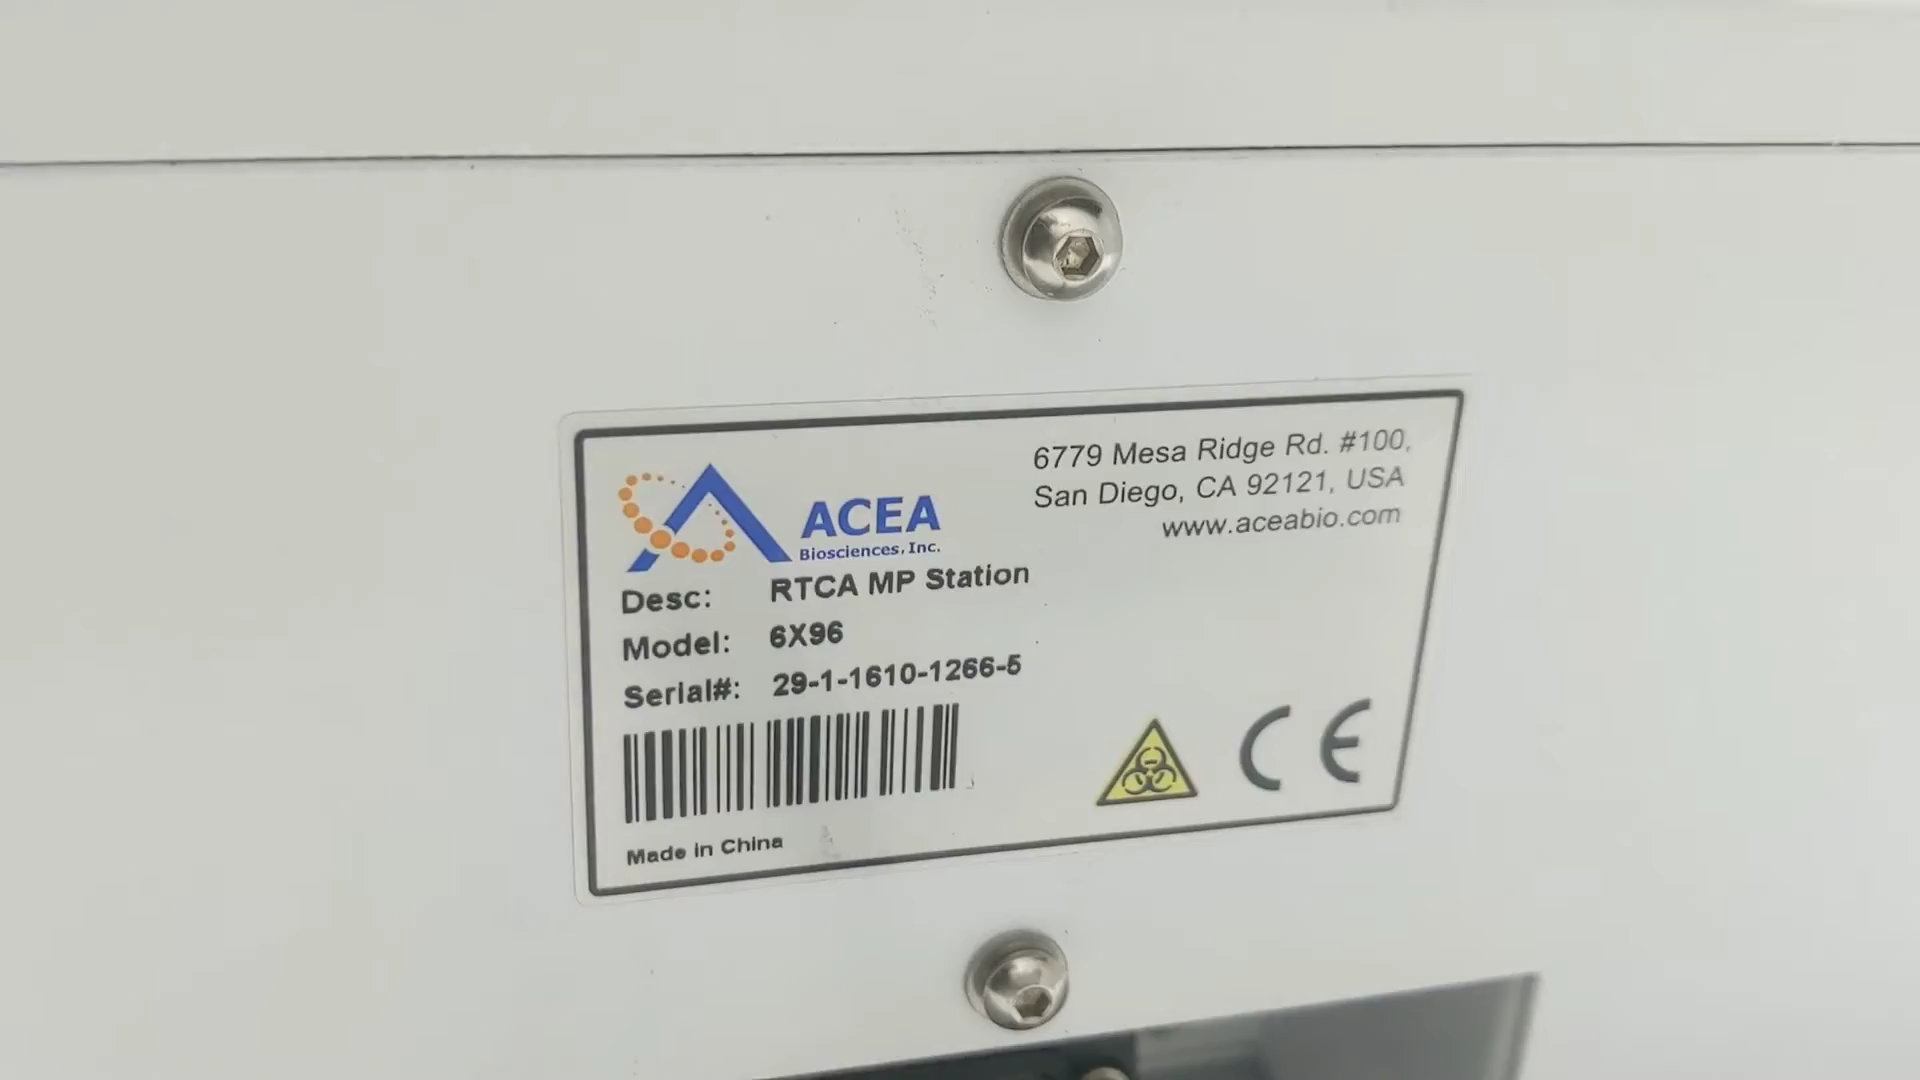 ACEA
Biosciences, Inc.
6779 Mesa Ridge Rd. #100,
San Diego, CA 92121, USA
www.aceabio.com
Desc: RTCA MP Station
Model: 6X96
Serial#: 29-1-1610-1266-5
Made in China
CE